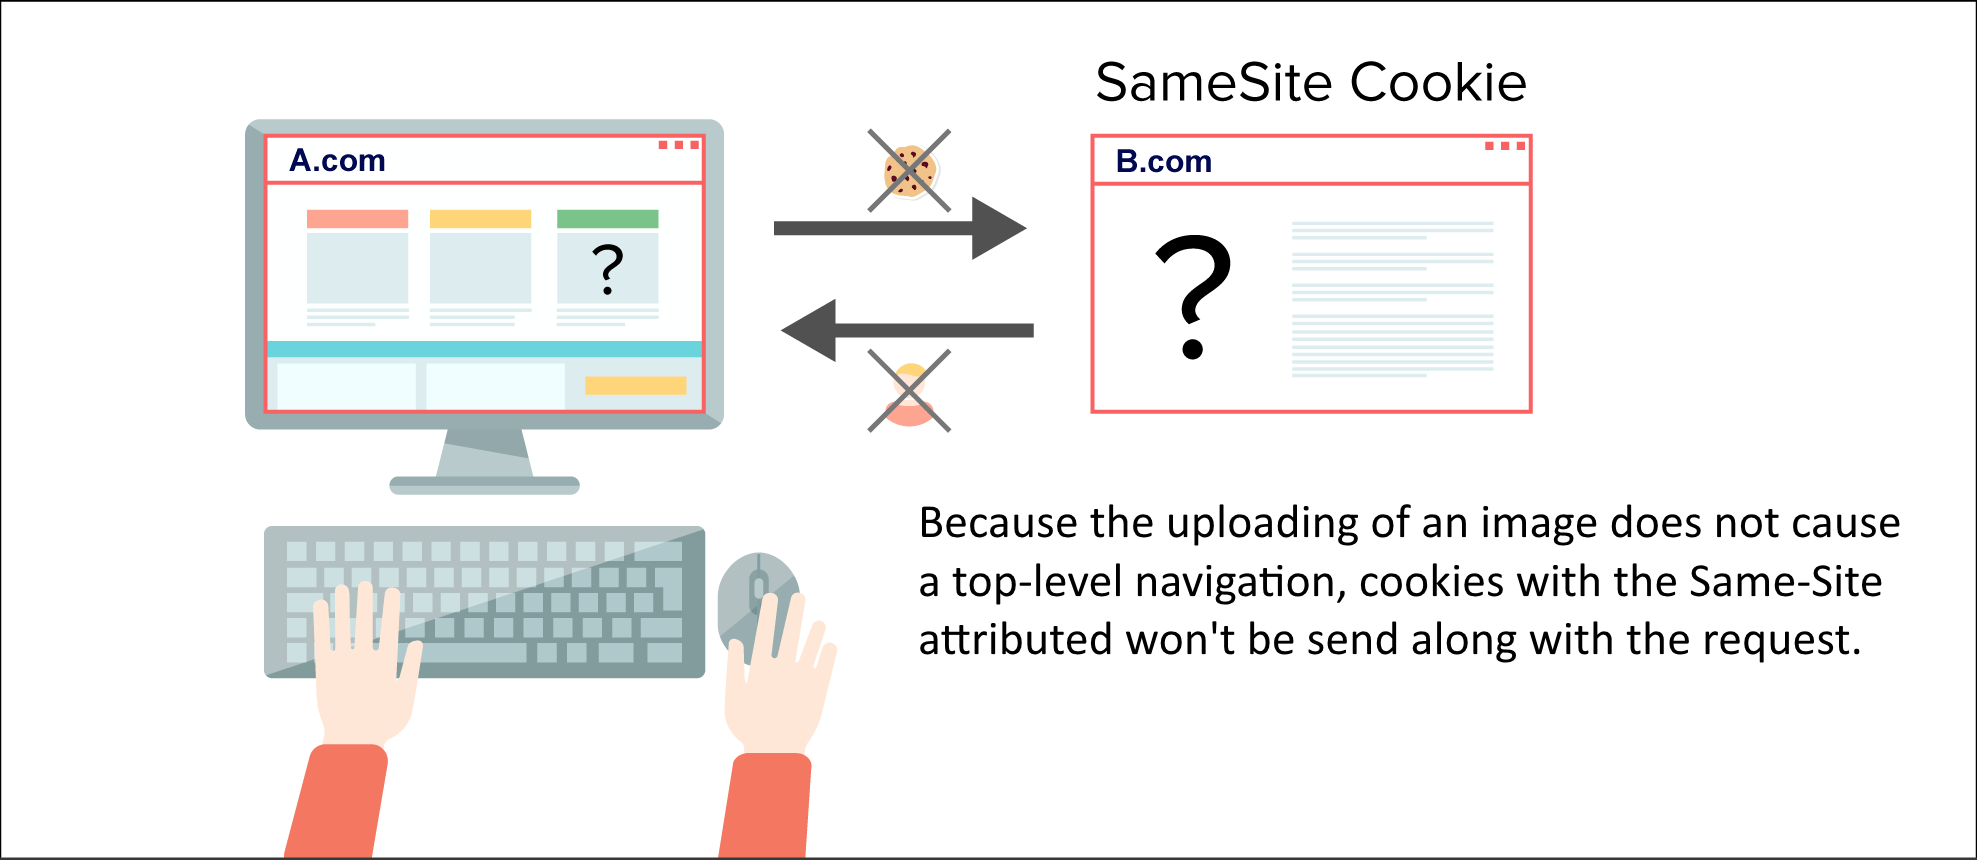 SameSite Cookie
A.com
B.com
?
?
Because the uploading of an image does not cause
a top-level navigation, cookies with the Same-Site
attributed won't be send along with the request.